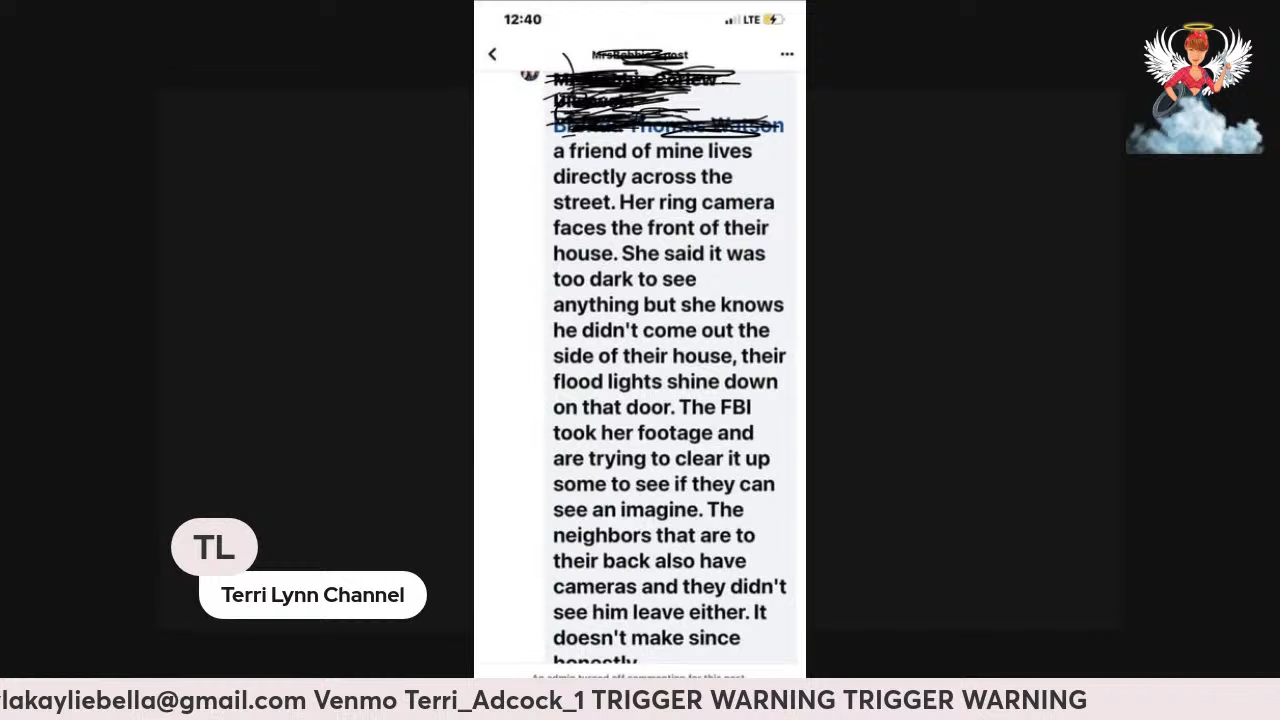 12:40
LTE
a friend of mine lives
directly across the
street. Her ring camera
faces the front of their
house. She said it was
too dark to see
anything but she knows
he didn't come out the
side of their house, their
flood lights shine down
on that door. The FBI
took her footage and
are trying to clear it up
some to see if they can
see an imagine. The
neighbors that are to
their back also have
cameras and they didn't
see him leave either. It
doesn't make since
honestly
An admin turned off commenting for this post
TL
Terri Lynn Channel
lakayliebella@gmail.com Venmo Terri_Adcock_1 TRIGGER WARNING TRIGGER WARNING